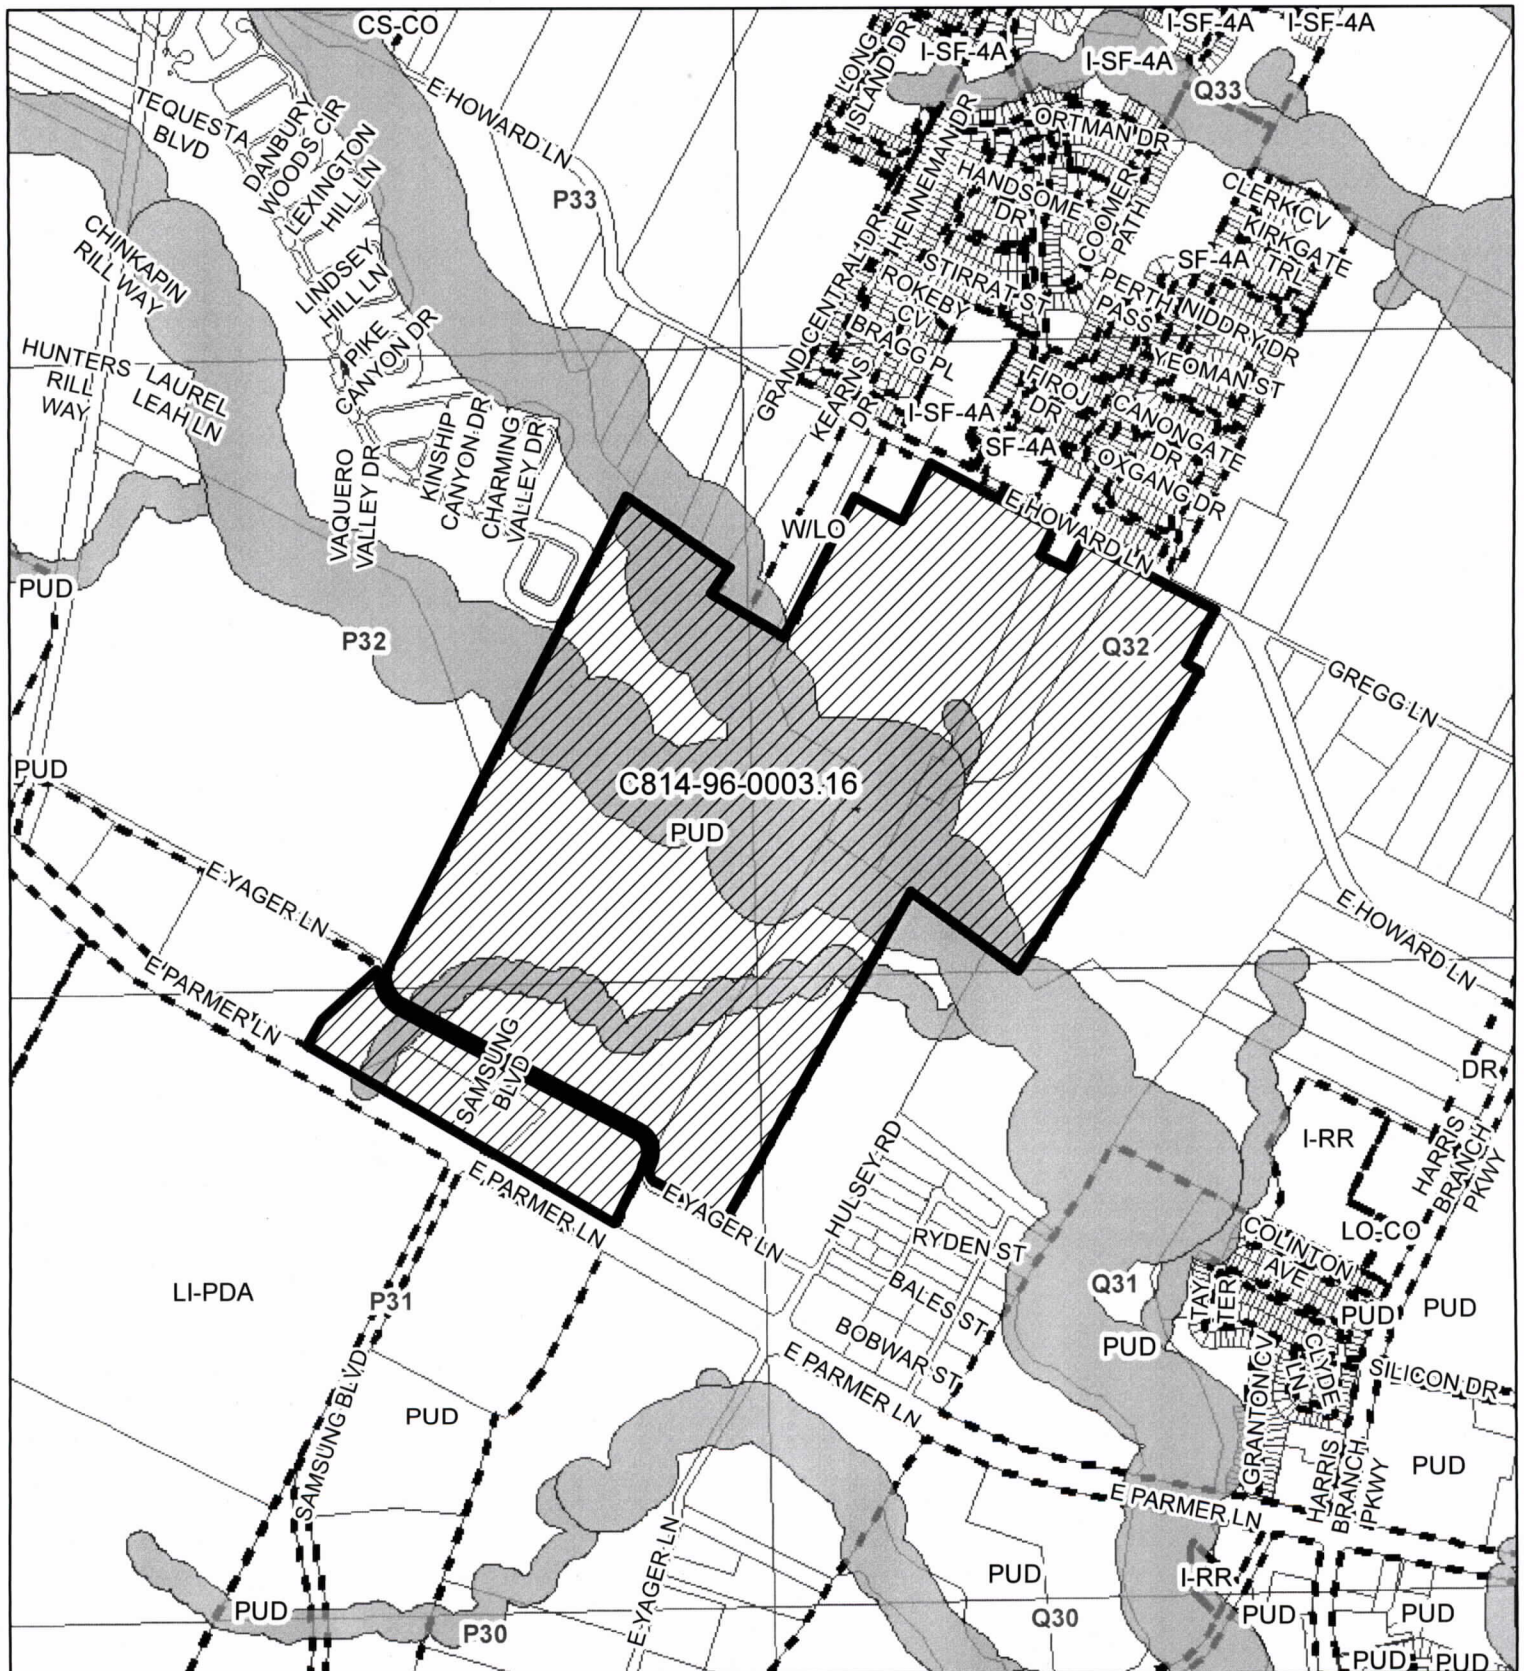 CS-CO
I-SF-4A
I-SF-4A
I-SF-4A
I-SF-4A
LONG
ISLAND DR
Q33
E HOWARD LN
TEQUESTA
BLVD
DANBURY
WOODS CIR
LEXINGTON
HILL LN
ORTMAN DR
HENNEMAN DR
HANDSOME
DR
COOMER
PATH
CLERK CV
KIRKGATE
TRL
P33
CHINKAPIN
RILL WAY
LINDSEY
HILL LN
SF-4A
STIRRAT ST
ROKEBY
CV
PERTH
PASS
NIDDRY DR
GRAND CENTRAL DR
BRAGG PL
PIKE
CANYON DR
HUNTERS
RILL
WAY
LAUREL
LEAH LN
YEOMAN ST
FIROJ
DR
CANONGATE
DR
KEARNS
DR
I-SF-4A
SF-4A
OXGANG DR
KINSHIP
CANYON DR
CHARMING
VALLEY DR
VAQUERO
VALLEY DR
W/LO
E HOWARD LN
PUD
P32
Q32
GREGG LN
PUD
C814-96-0003.16
PUD
E YAGER LN
E HOWARD LN
E PARMER LN
SAMSUNG
BLVD
DR
I-RR
HARRIS
BRANCH
PKWY
E PARMER LN
E YAGER LN
HULSEY RD
RYDEN ST
LO-CO
COLINTON
AVE
LI-PDA
P31
BALES ST
Q31
TAY
TER
PUD
PUD
BOBWAR ST
PUD
CLYDE
LN
SILICON DR
E PARMER LN
SAMSUNG BLVD
PUD
GRANTON CV
HARRIS
BRANCH
PKWY
PUD
E PARMER LN
E YAGER LN
PUD
I-RR
PUD
P30
Q30
PUD
PUD
PUD
PUD